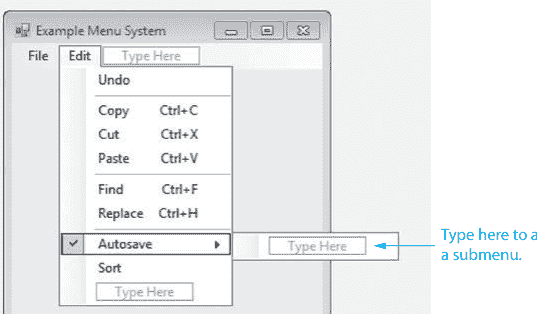 Example Menu System
File Edit Type Here
Undo
Copy Ctrl+C
Cut Ctrl+X
Paste Ctrl+V
Find Ctrl+F
Replace Ctrl+H
Autosave Type Here
Type here to a
a submenu.
Sort
Type Here